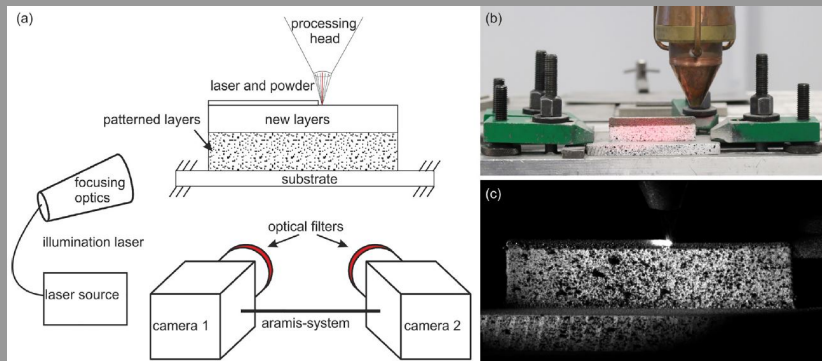 (a)
processing
head
laser and powder
patterned layers
new layers
substrate
focusing
optics
illumination laser
optical filters
laser source
camera 1
aramis-system
camera 2
(b)
(c)